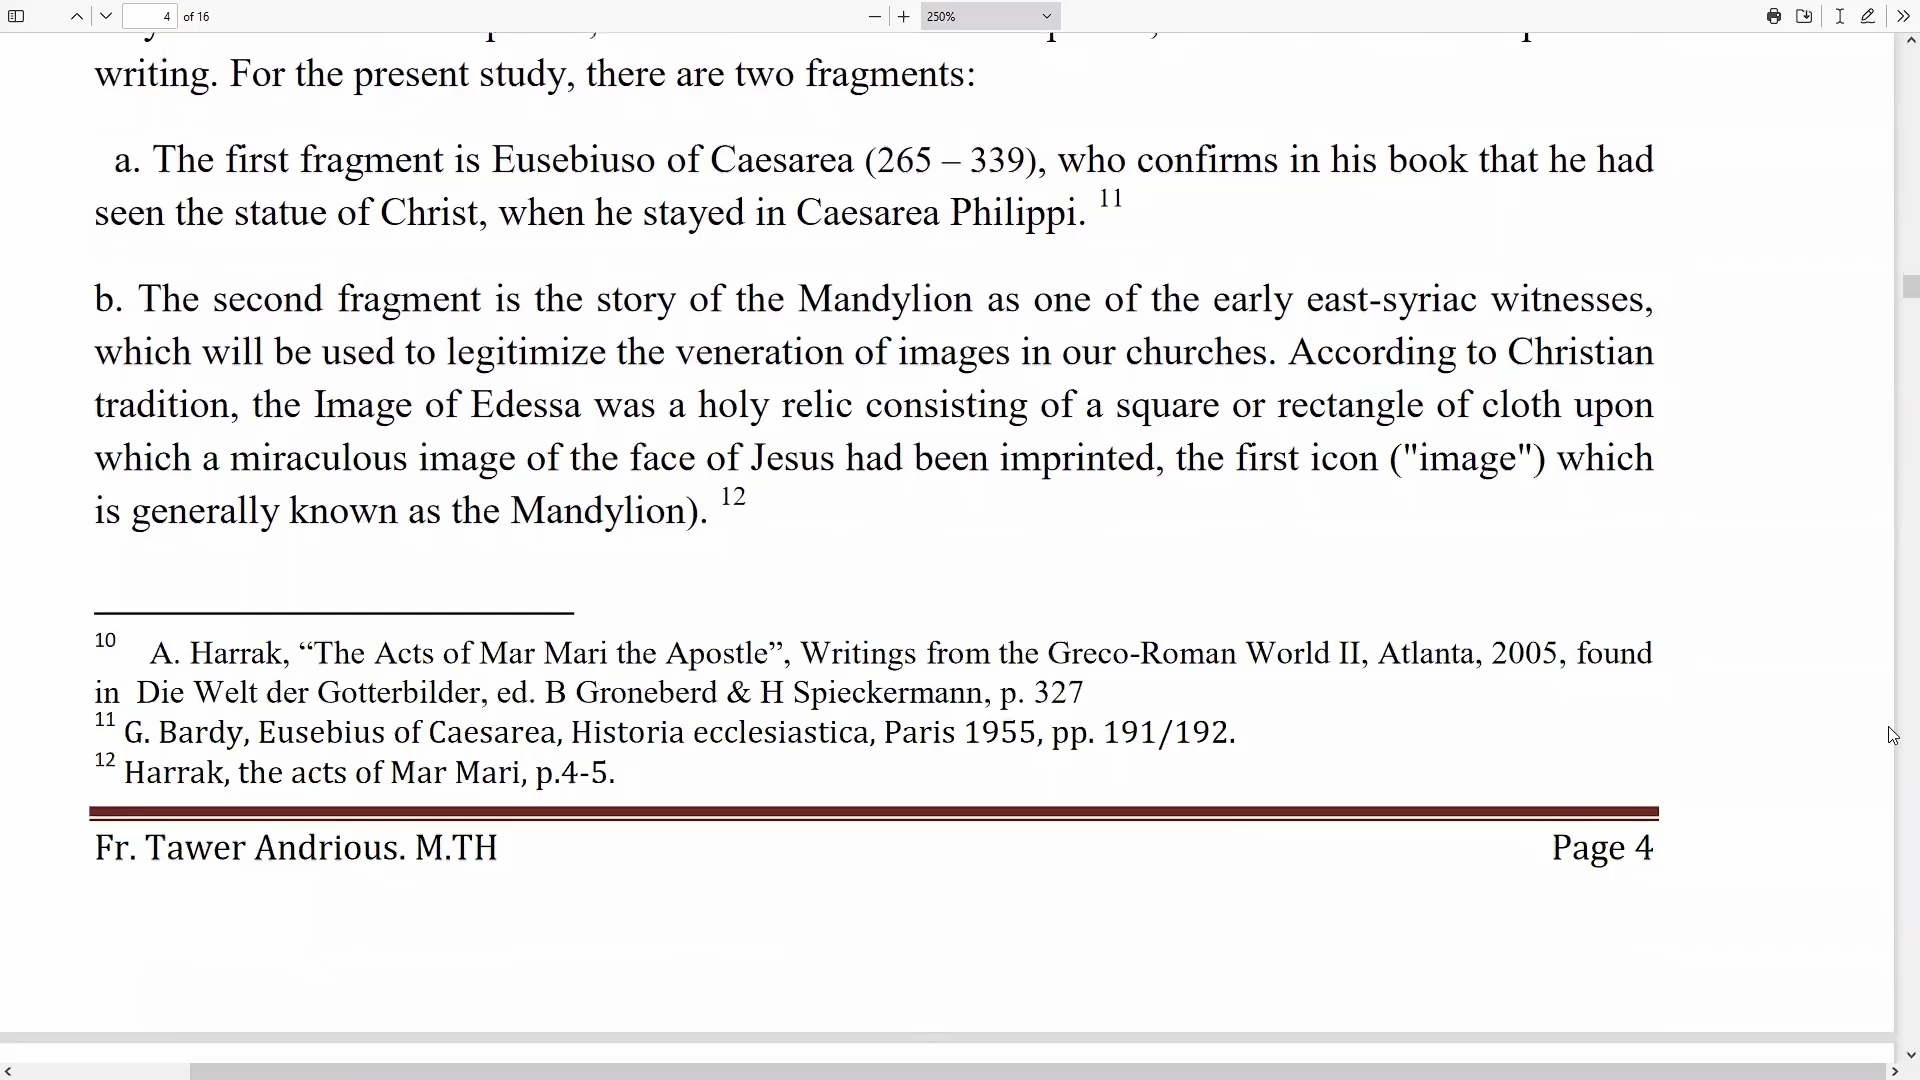 4 of 16
250%
writing. For the present study, there are two fragments:
a. The first fragment is Eusebiuso of Caesarea (265 – 339), who confirms in his book that he had
seen the statue of Christ, when he stayed in Caesarea Philippi. 11
b. The second fragment is the story of the Mandylion as one of the early east-syriac witnesses,
which will be used to legitimize the veneration of images in our churches. According to Christian
tradition, the Image of Edessa was a holy relic consisting of a square or rectangle of cloth upon
which a miraculous image of the face of Jesus had been imprinted, the first icon ("image") which
is generally known as the Mandylion). 12
10 A. Harrak, “The Acts of Mar Mari the Apostle”, Writings from the Greco-Roman World II, Atlanta, 2005, found
in Die Welt der Gotterbilder, ed. B Groneberd & H Spieckermann, p. 327
11 G. Bardy, Eusebius of Caesarea, Historia ecclesiastica, Paris 1955, pp. 191/192.
12 Harrak, the acts of Mar Mari, p.4-5.
Fr. Tawer Andrious. M.TH Page 4